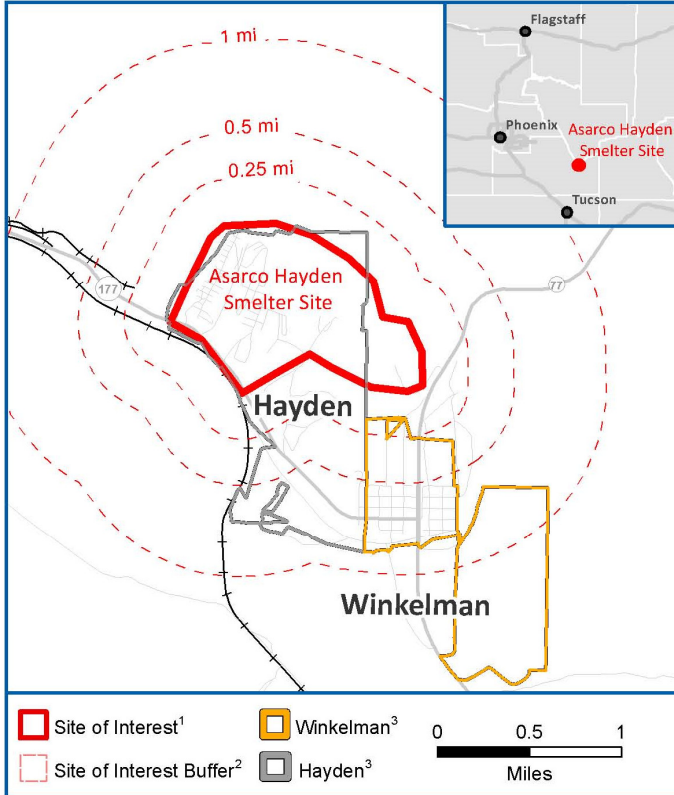 1 mi
0.5 mi
0.25 mi
Flagstaff
Phoenix
Asarco Hayden
Smelter Site
Tucson
177
77
Asarco Hayden
Smelter Site
Hayden
Winkelman
Site of Interest¹
Site of Interest Buffer²
Winkelman³
Hayden³
0 0.5 1
Miles